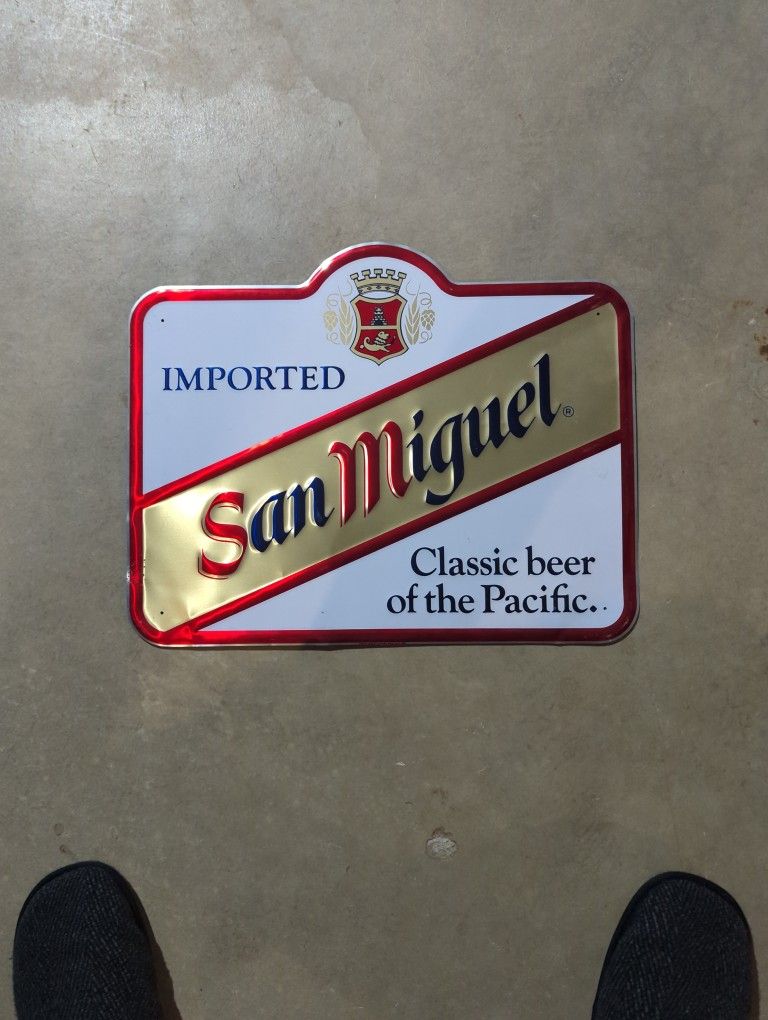 IMPORTED
San Miguel®
Classic beer
of the Pacific.